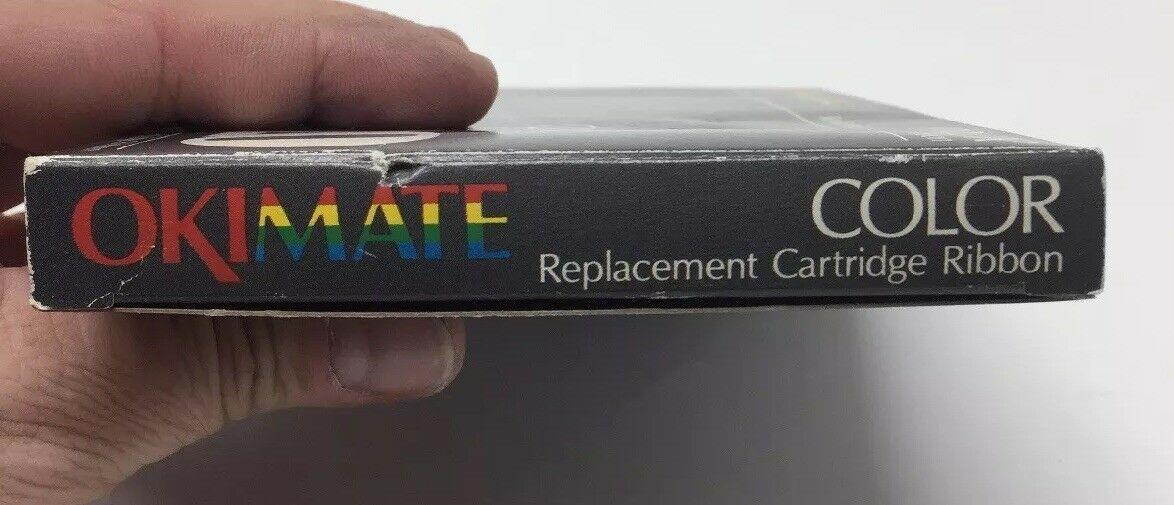 OKIMATE
COLOR
Replacement Cartridge Ribbon